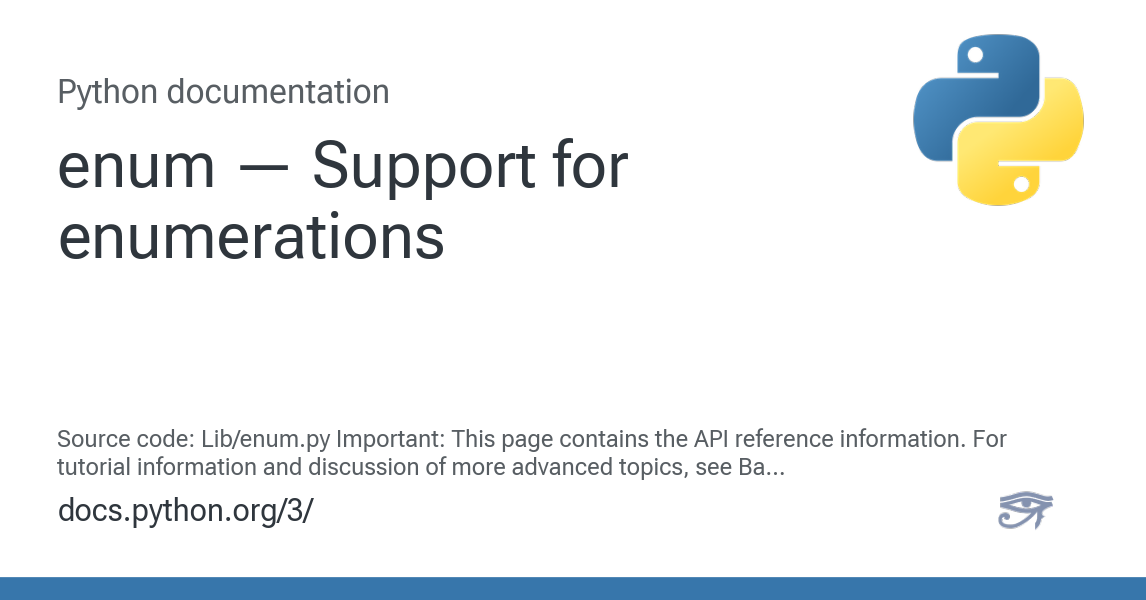 Python documentation
enum — Support for
enumerations
Source code: Lib/enum.py Important: This page contains the API reference information. For
tutorial information and discussion of more advanced topics, see Ba...
docs.python.org/3/